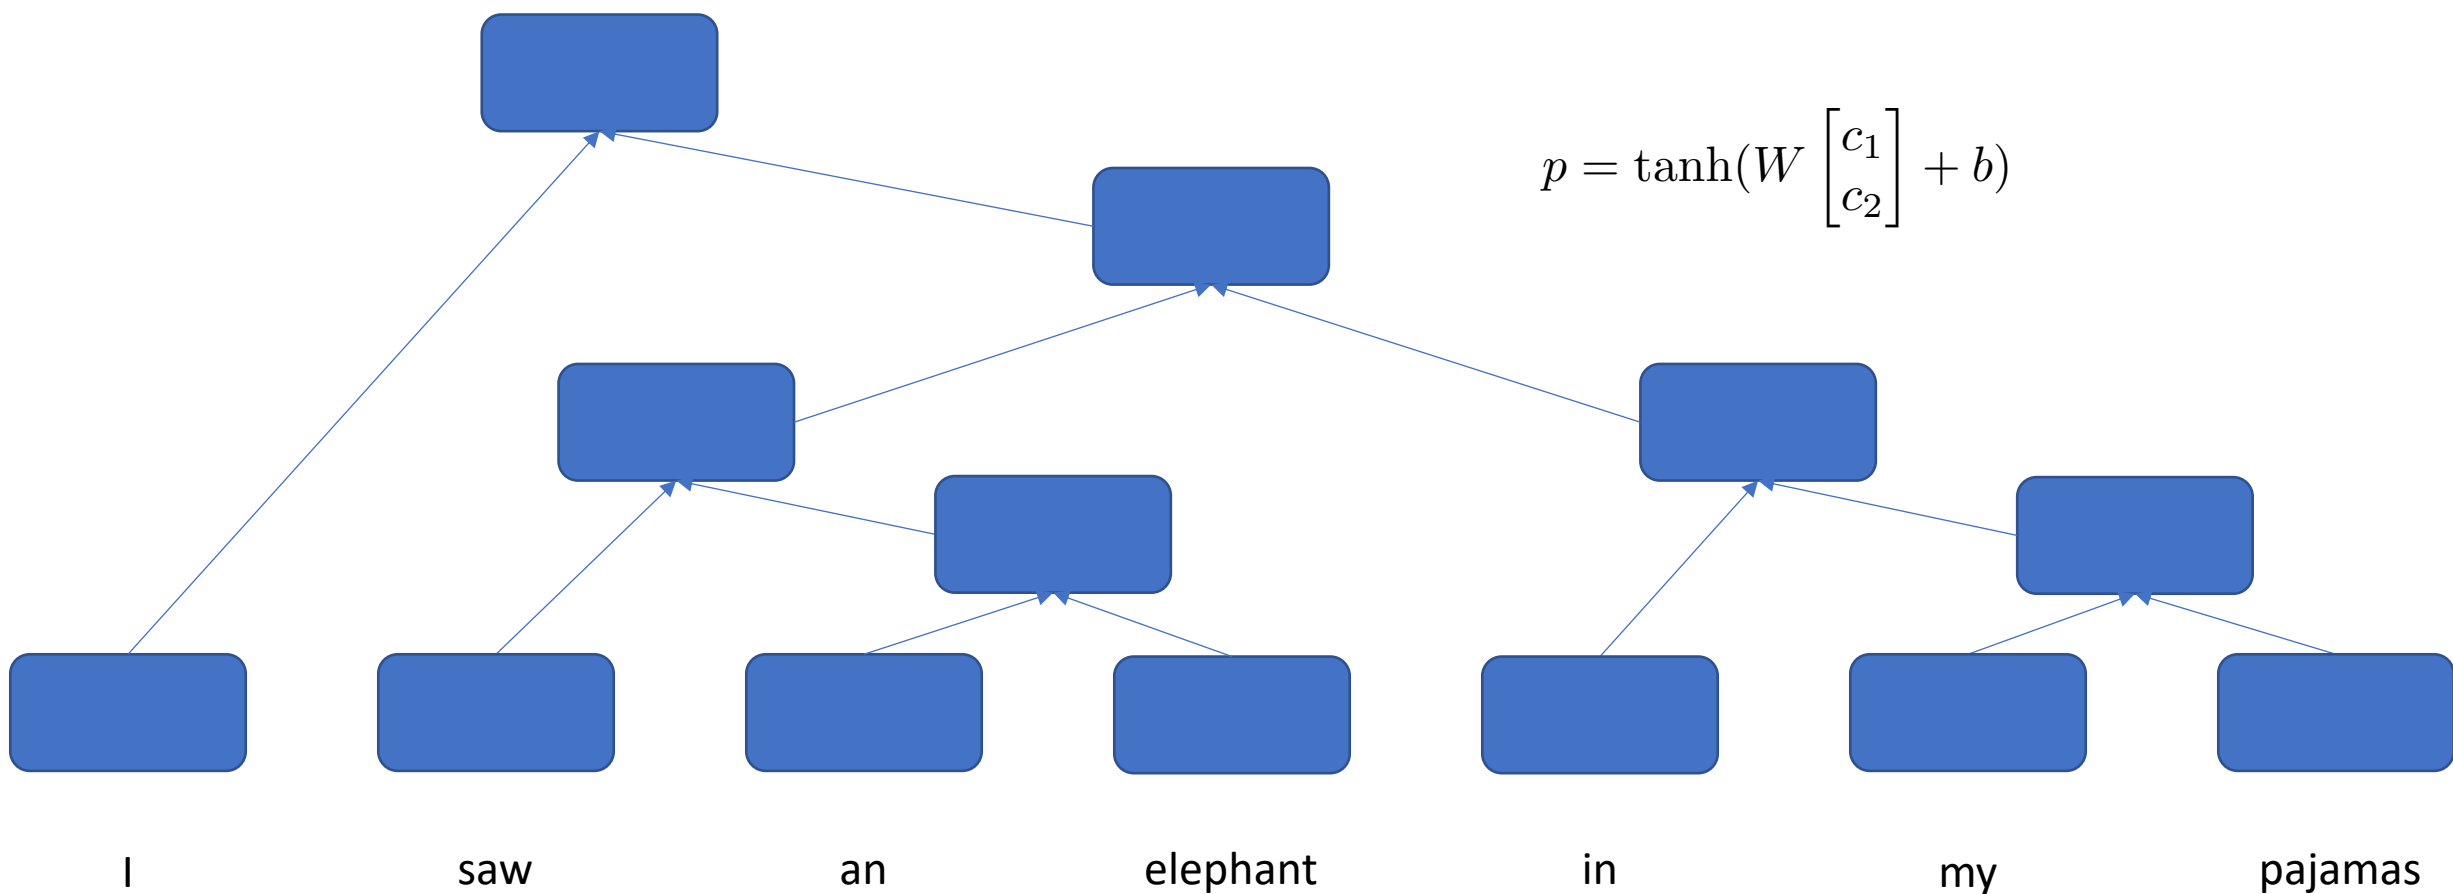 p = tanh(W [c₁ c₂] + b)
I saw an elephant in my pajamas